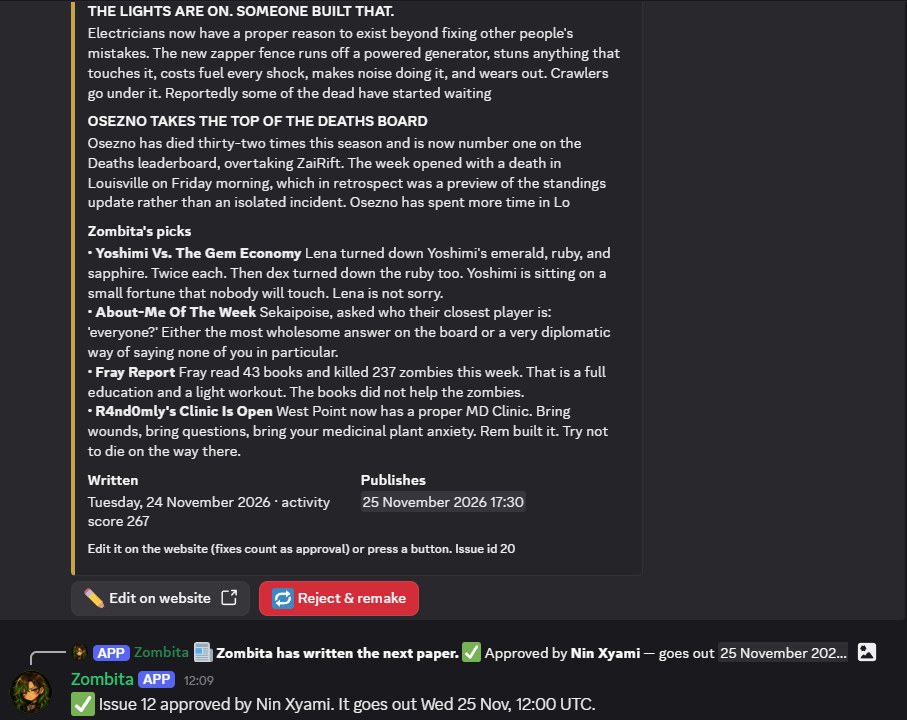 THE LIGHTS ARE ON. SOMEONE BUILT THAT.
Electricians now have a proper reason to exist beyond fixing other people's
mistakes. The new zapper fence runs off a powered generator, stuns anything that
touches it, costs fuel every shock, makes noise doing it, and wears out. Crawlers
go under it. Reportedly some of the dead have started waiting
OSEZNO TAKES THE TOP OF THE DEATHS BOARD
Osezno has died thirty-two times this season and is now number one on the
Deaths leaderboard, overtaking ZaiRift. The week opened with a death in
Louisville on Friday morning, which in retrospect was a preview of the standings
update rather than an isolated incident. Osezno has spent more time in Lo
Zombita's picks
• Yoshimi Vs. The Gem Economy Lena turned down Yoshimi's emerald, ruby, and
sapphire. Twice each. Then dex turned down the ruby too. Yoshimi is sitting on a
small fortune that nobody will touch. Lena is not sorry.
• About-Me Of The Week Sekaipoise, asked who their closest player is:
'everyone?' Either the most wholesome answer on the board or a very diplomatic
way of saying none of you in particular.
• Fray Report Fray read 43 books and killed 237 zombies this week. That is a full
education and a light workout. The books did not help the zombies.
• R4nd0mly's Clinic Is Open West Point now has a proper MD Clinic. Bring
wounds, bring questions, bring your medicinal plant anxiety. Rem built it. Try not
to die on the way there.
Written Publishes
Tuesday, 24 November 2026 · activity 25 November 2026 17:30
score 267
Edit it on the website (fixes count as approval) or press a button. Issue id 20
Edit on website Reject & remake
APP Zombita Zombita has written the next paper. ✅ Approved by Nin Xyami — goes out 25 November 202...
Zombita APP 12:09
✅ Issue 12 approved by Nin Xyami. It goes out Wed 25 Nov, 12:00 UTC.